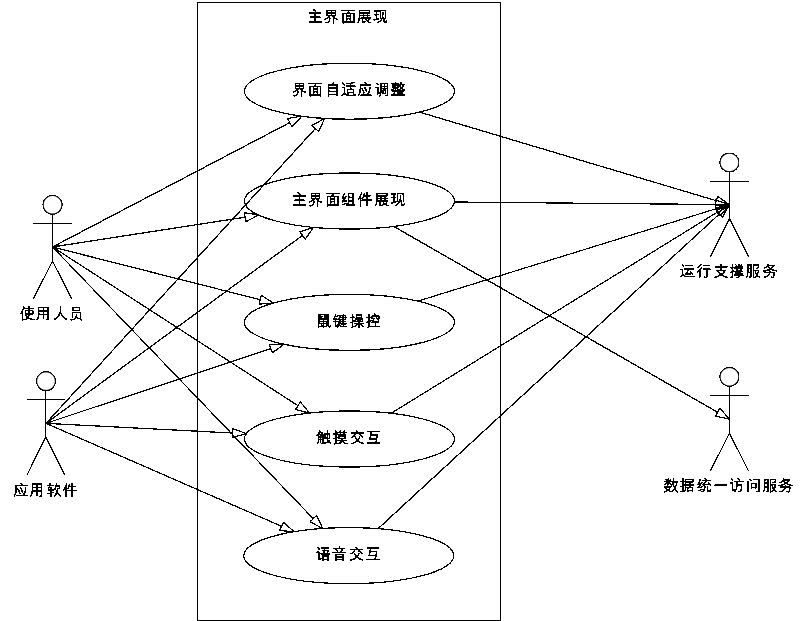 主界面展现
界面自适应调整
主界面组件展现
运行支撑服务
使用人员
鼠键操控
触摸交互
应用软件
数据统一访问服务
语音交互